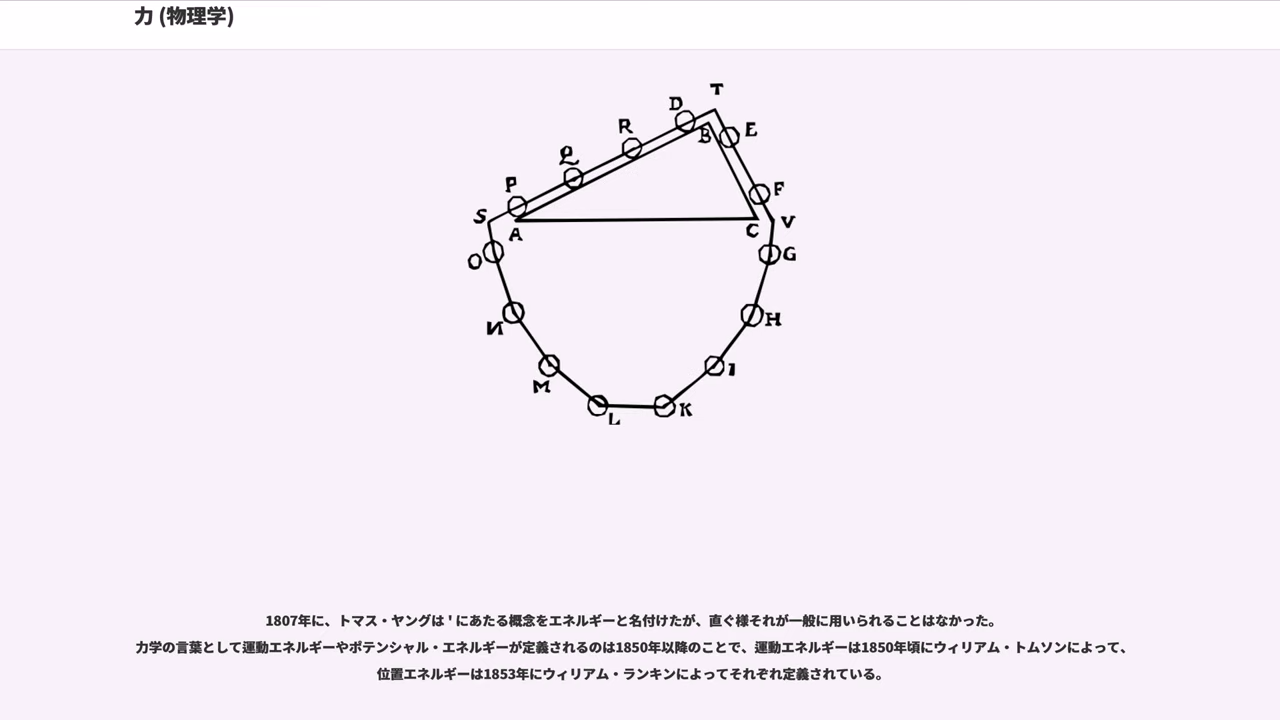 力 (物理学)
T
D
B
E
R
Q
P
F
S
A
C
V
O
G
N
H
M
I
L
K
1807年に、トマス・ヤングは ' にあたる概念をエネルギーと名付けたが、直ぐ様それが一般に用いられることはなかった。
力学の言葉として運動エネルギーやポテンシャル・エネルギーが定義されるのは1850年以降のことで、運動エネルギーは1850年頃にウィリアム・トムソンによって、
位置エネルギーは1853年にウィリアム・ランキンによってそれぞれ定義されている。